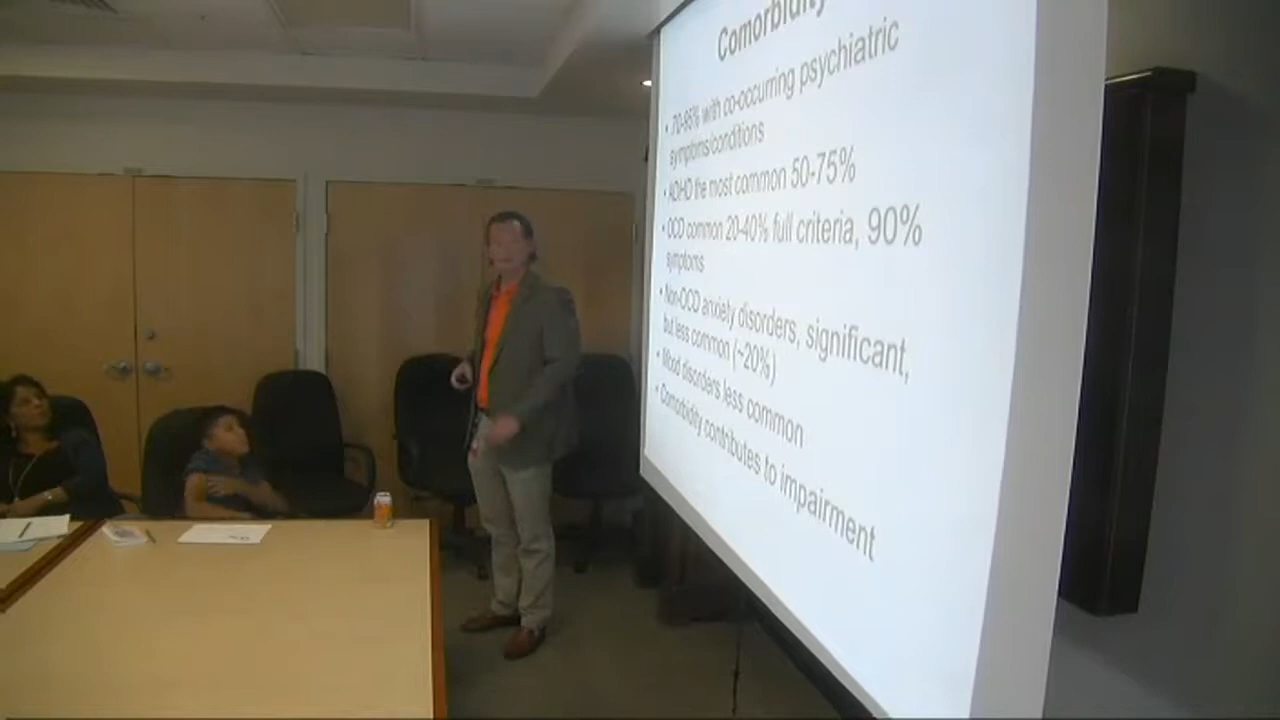 Comorbidity
• 70-85% with co-occurring psychiatric
symptoms/conditions
• ADHD the most common 50-75%
• OCD common 20-40% full criteria, 90%
symptoms
• Non-OCD anxiety disorders, significant,
but less common (~20%)
• Mood disorders less common
• Comorbidity contributes to impairment